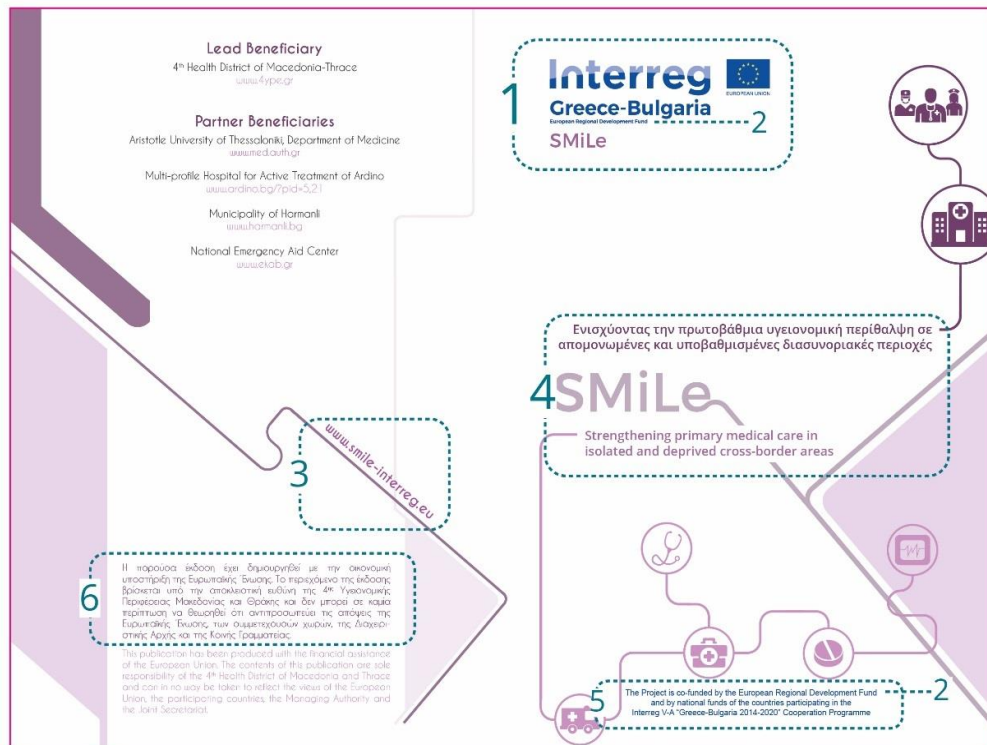 Lead Beneficiary
4th Health District of Macedonia-Thrace
www.4ype.gr
Partner Beneficiaries
Aristotle University of Thessaloniki, Department of Medicine
www.med.auth.gr
Multi-profile Hospital for Active Treatment of Ardino
www.ardino.bg/?pid=5,21
Municipality of Harmanli
www.harmanli.bg
National Emergency Aid Center
www.ekab.gr
3
www.smile-interreg.eu
6
Η παρούσα έκδοση έχει δημιουργηθεί με την οικονομική
υποστήριξη της Ευρωπαϊκής Ένωσης. Το περιεχόμενο της έκδοσης
βρίσκεται υπό την αποκλειστική ευθύνη της 4ης Υγειονομικής
Περιφέρειας Μακεδονίας και Θράκης και δεν μπορεί σε καμία
περίπτωση να θεωρηθεί ότι αντιπροσωπεύει τις απόψεις της
Ευρωπαϊκής Ένωσης, των συμμετεχουσών χωρών, της Διαχειρι-
στικής Αρχής και της Κοινής Γραμματείας.
This publication has been produced with the financial assistance
of the European Union. The contents of this publication are sole
responsibility of the 4th Health District of Macedonia and Thrace
and can in no way be taken to reflect the views of the European
Union, the participating countries, the Managing Authority and
the Joint Secretariat.
1
Interreg
EUROPEAN UNION
Greece-Bulgaria
European Regional Development Fund
2
SMiLe
Ενισχύοντας την πρωτοβάθμια υγειονομική περίθαλψη σε
απομονωμένες και υποβαθμισμένες διασυνοριακές περιοχές
4
SMiLe
Strengthening primary medical care in
isolated and deprived cross-border areas
5
The Project is co-funded by the European Regional Development Fund
and by national funds of the countries participating in the
Interreg V-A "Greece-Bulgaria 2014-2020" Cooperation Programme
2